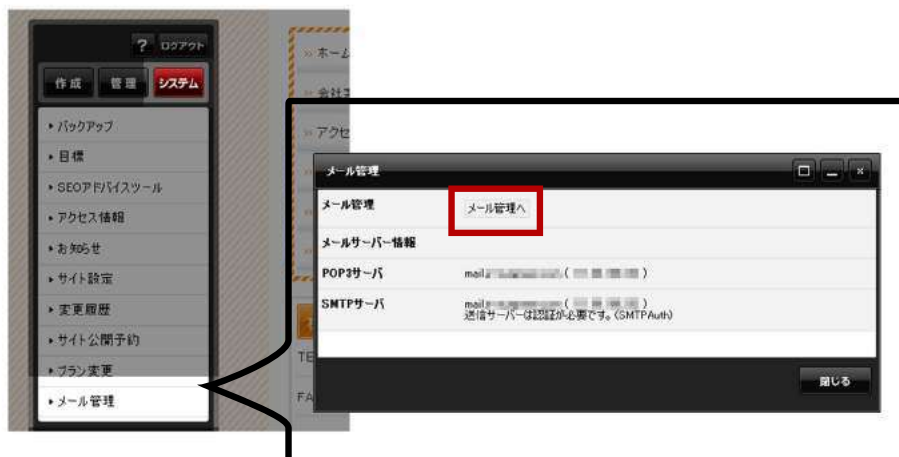 ? ログアウト
作成 管理 システム
バックアップ
目標
SEOアドバイスツール
アクセス情報
お知らせ
サイト設定
変更履歴
サイト公開予約
プラン変更
メール管理
» ホーム
» 会社
» アクセ
TE
FA
メール管理
メール管理 メール管理へ
メールサーバー情報
POP3サーバ mail
SMTPサーバ mail
送信サーバーは認証が必要です。(SMTPAuth)
閉じる